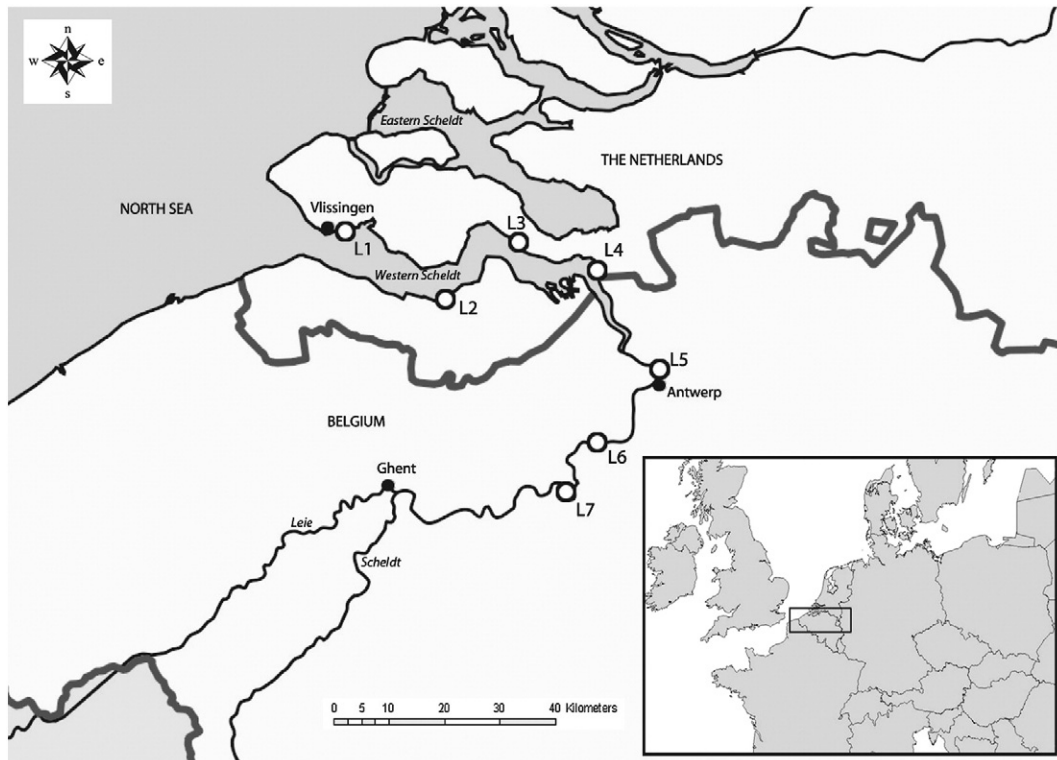 n
w e
s
Eastern Scheldt
THE NETHERLANDS
NORTH SEA
Vlissingen
L1
L3
L4
Western Scheldt
L2
L5
Antwerp
BELGIUM
L6
Ghent
L7
Leie
Scheldt
0 5 10 20 30 40 Kilometers